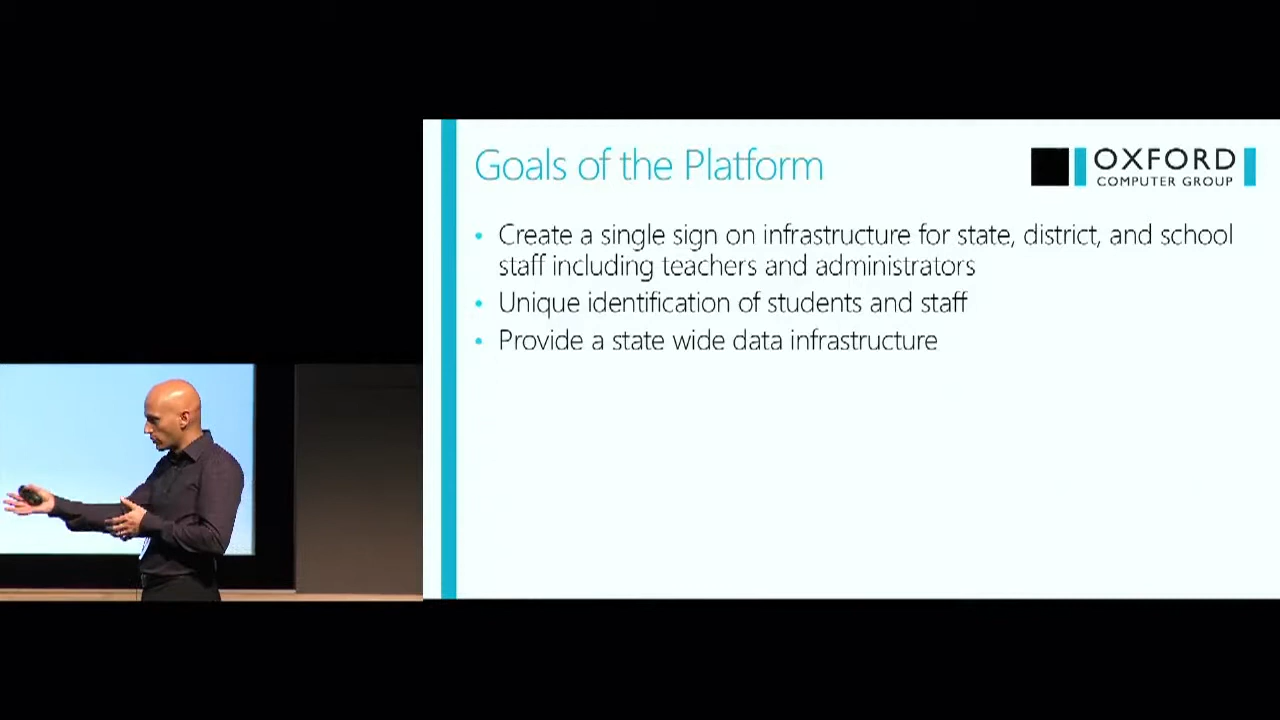 Goals of the Platform
OXFORD
COMPUTER GROUP
• Create a single sign on infrastructure for state, district, and school
staff including teachers and administrators
• Unique identification of students and staff
• Provide a state wide data infrastructure